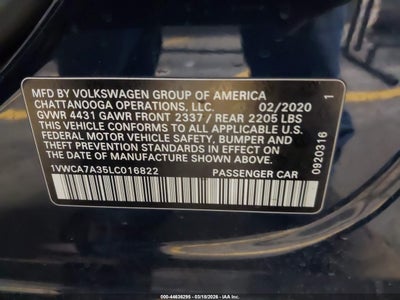 MFD BY VOLKSWAGEN GROUP OF AMERICA
CHATTANOOGA OPERATIONS, LLC. 02/2020 1
GVWR 4431 GAWR FRONT 2337 / REAR 2205 LBS
THIS VEHICLE CONFORMS TO ALL APPLICABLE U.S.
FEDERAL MOTOR VEHICLE SAFETY, BUMPER AND
THEFT PREVENTION STANDARDS IN EFFECT ON
THE DATE OF MANUFACTURE SHOWN ABOVE.
1VWCA7A35LC016822 PASSENGER CAR
0920316
000-44636295 - 03/18/2026 - IAA Inc.